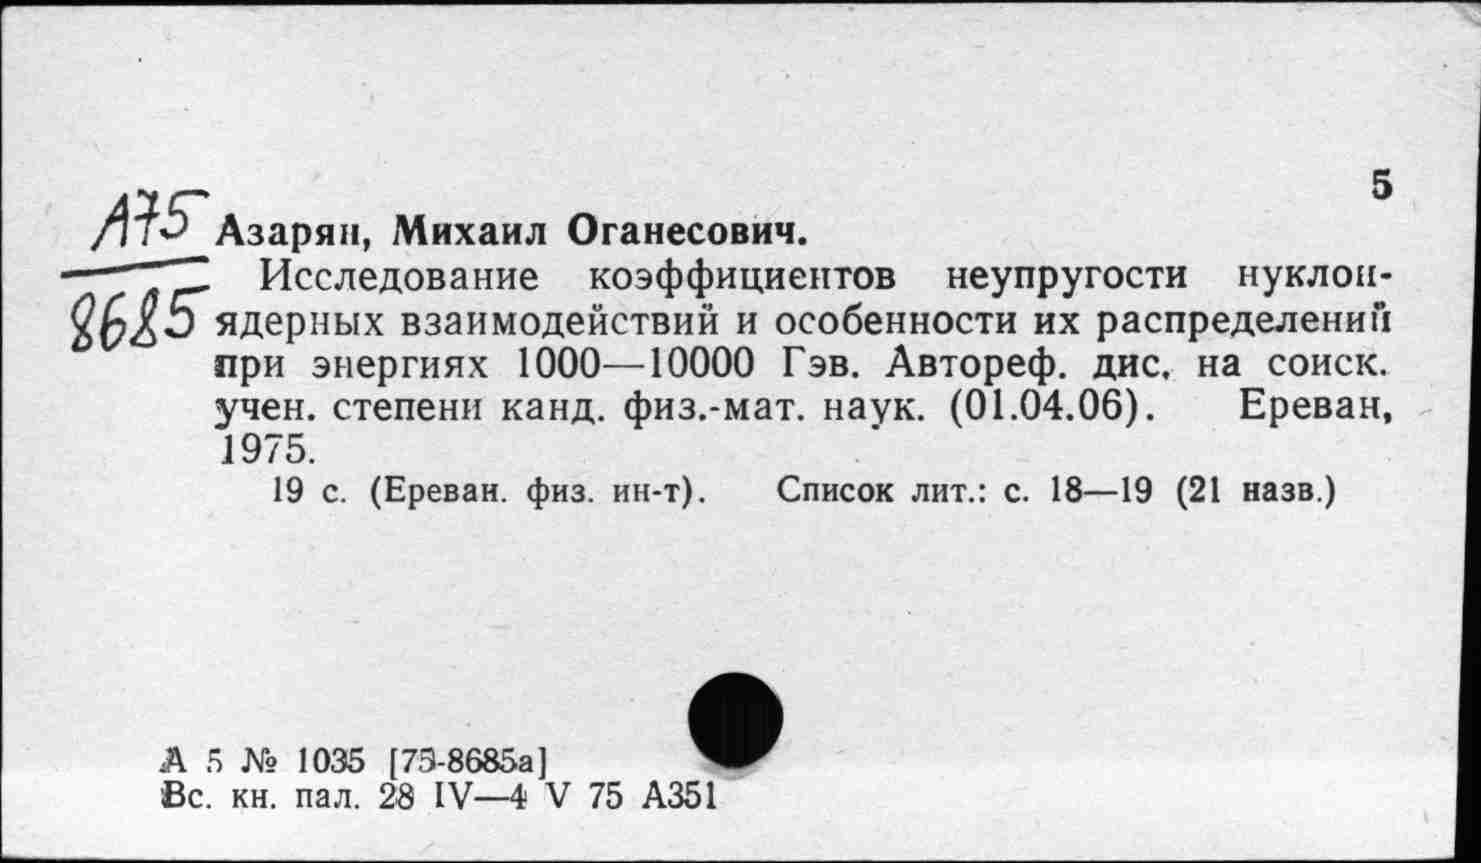 5
А75
8685
Азарян, Михаил Оганесович.
Исследование коэффициентов неупругости нуклон-
ядерных взаимодействий и особенности их распределений
при энергиях 1000—10000 Гэв. Автореф. дис. на соиск.
учен. степени канд. физ.-мат. наук. (01.04.06). Ереван,
1975.
19 с. (Ереван. физ. ин-т). Список лит.: с. 18—19 (21 назв.)
А 5 № 1035 [75-8685а]
Вс. кн. пал. 28 IV—4 V 75 А351